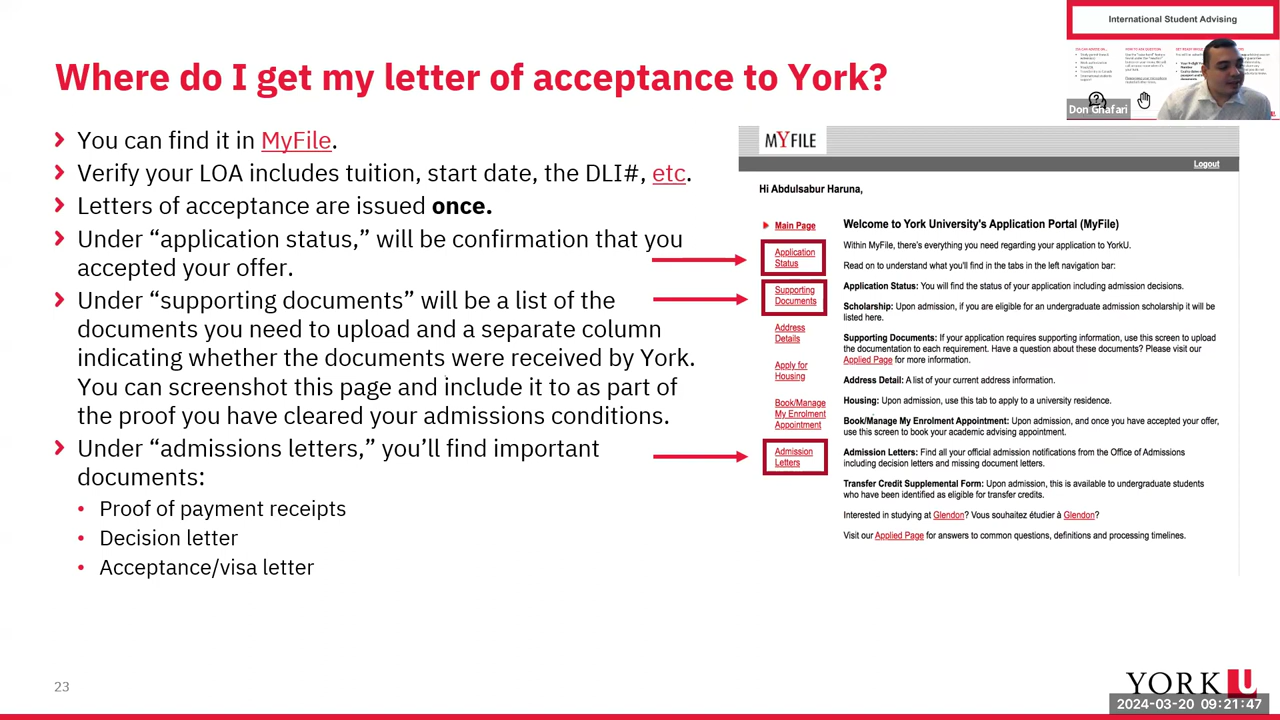 International Student Advising
Where do I get my letter of acceptance to York?
Don Ghafari
You can find it in MyFile.
Verify your LOA includes tuition, start date, the DLI#, etc.
Letters of acceptance are issued once.
Under “application status,” will be confirmation that you
accepted your offer.
Under “supporting documents” will be a list of the
documents you need to upload and a separate column
indicating whether the documents were received by York.
You can screenshot this page and include it to as part of
the proof you have cleared your admissions conditions.
Under “admissions letters,” you’ll find important
documents:
Proof of payment receipts
Decision letter
Acceptance/visa letter
MYFILE
Logout
Hi Abdulsabur Haruna,
Main Page
Application
Status
Supporting
Documents
Address
Details
Apply for
Housing
Book/Manage
My Enrolment
Appointment
Admission
Letters
Welcome to York University's Application Portal (MyFile)
Within MyFile, there's everything you need regarding your application to YorkU.
Read on to understand what you'll find in the tabs in the left navigation bar:
Application Status: You will find the status of your application including admission decisions.
Scholarship: Upon admission, if you are eligible for an undergraduate admission scholarship it will be
listed here.
Supporting Documents: If your application requires supporting information, use this screen to upload
the documentation to each requirement. Have a question about these documents? Please visit our
Applied Page for more information.
Address Detail: A list of your current address information.
Housing: Upon admission, use this tab to apply to a university residence.
Book/Manage My Enrolment Appointment: Upon admission, and once you have accepted your offer,
use this screen to book your academic advising appointment.
Admission Letters: Find all your official admission notifications from the Office of Admissions
including decision letters and missing document letters.
Transfer Credit Supplemental Form: Upon admission, this is available to undergraduate students
who have been identified as eligible for transfer credits.
Interested in studying at Glendon? Vous souhaitez étudier à Glendon?
Visit our Applied Page for answers to common questions, definitions and processing timelines.
23
YORK U
2024-03-20 09:21:47